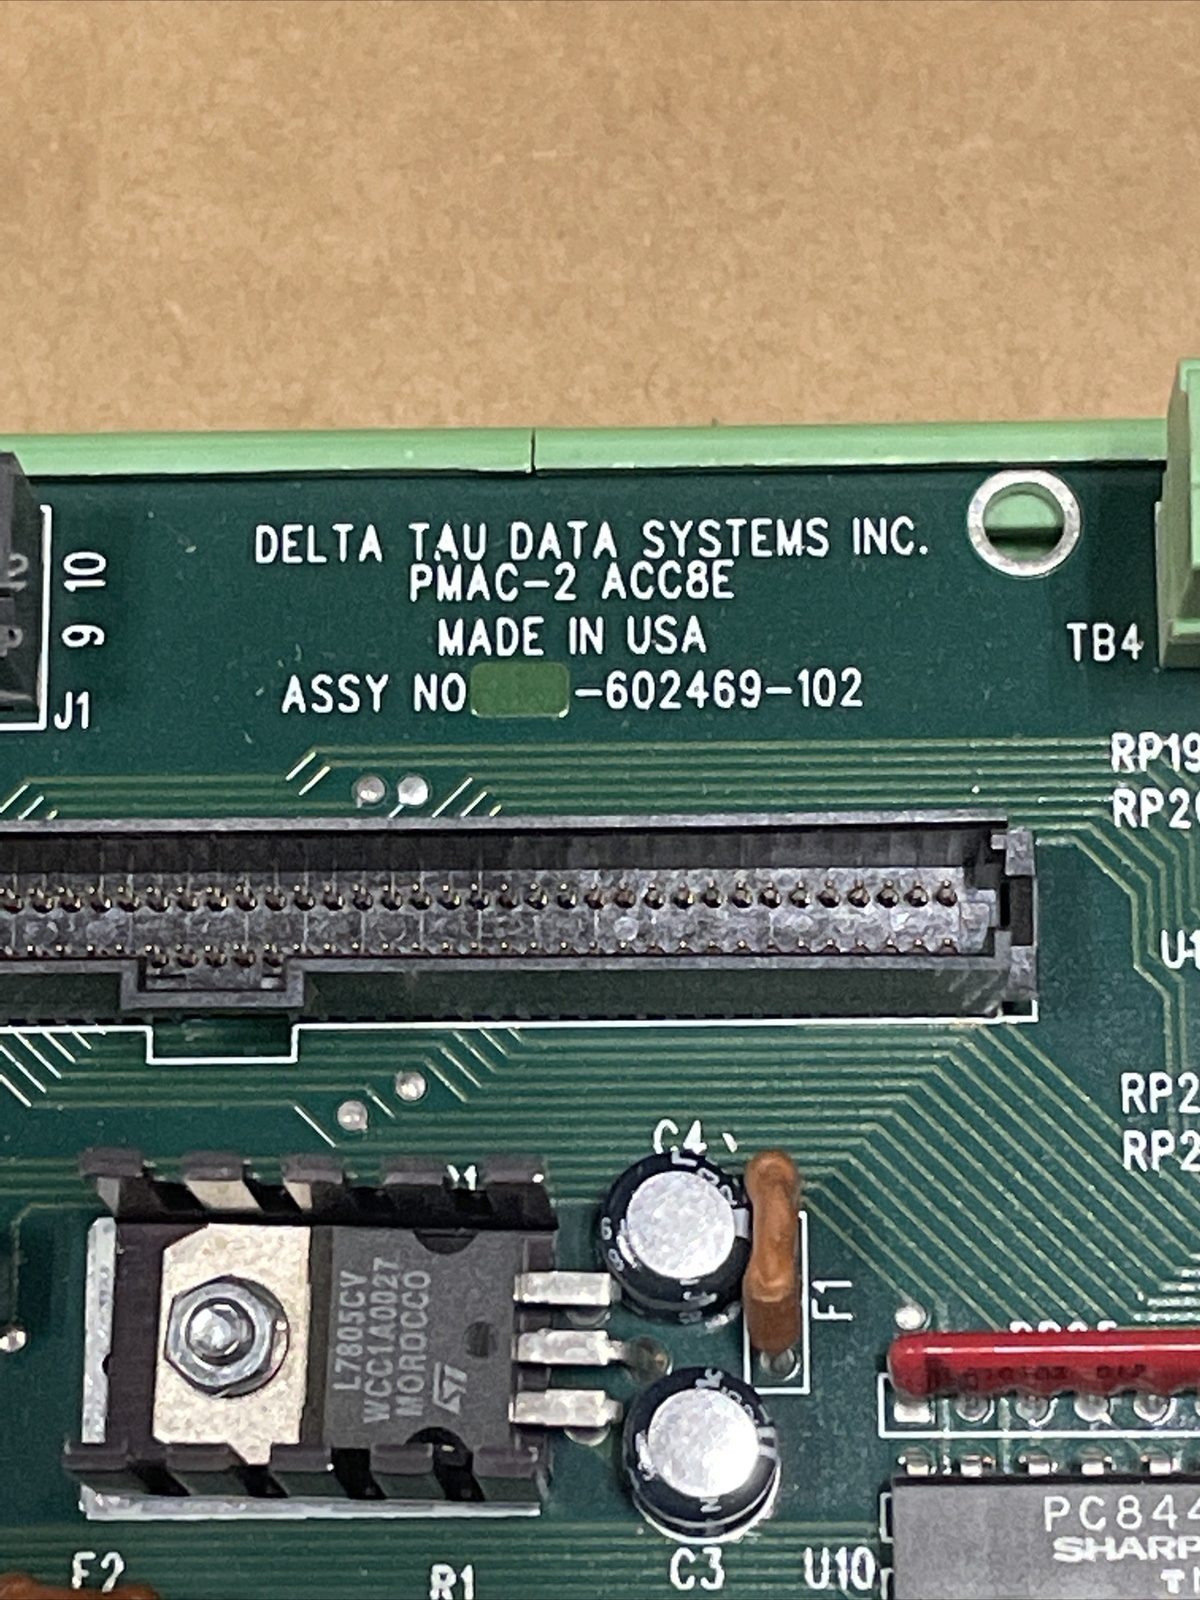 DELTA TAU DATA SYSTEMS INC.
PMAC-2 ACC8E
MADE IN USA
ASSY NO -602469-102
10
9
J1
TB4
RP19
C4
L7805CV
WCC1A0027
MOROCCO
ST
F1
F2
R1
C3
U10
PC844
SHARP